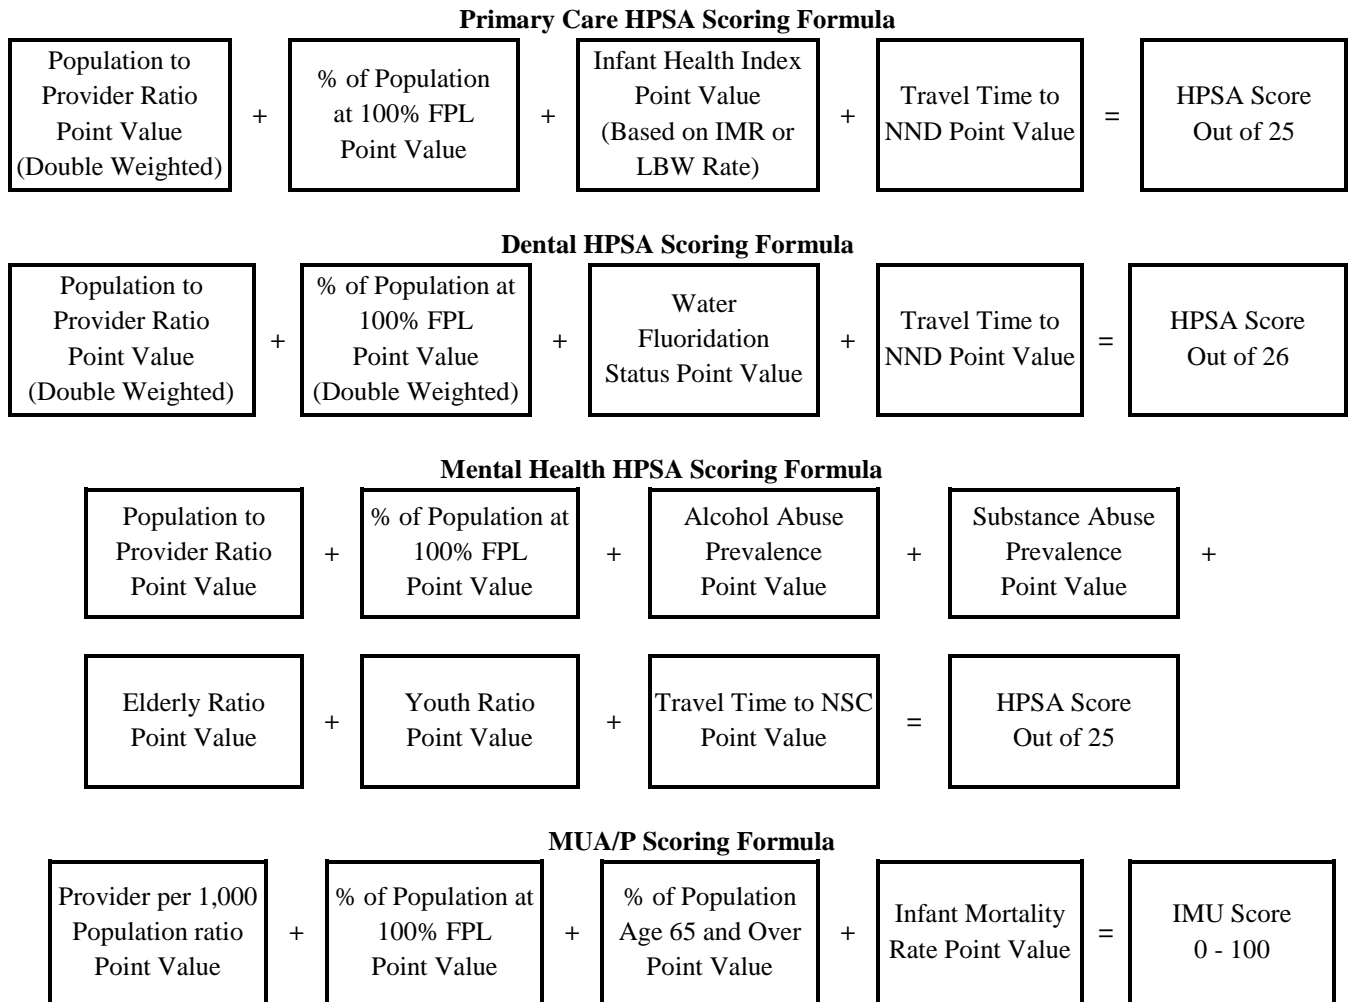 Primary Care HPSA Scoring Formula
Population to
Provider Ratio
Point Value
(Double Weighted)
+
% of Population
at 100% FPL
Point Value
+
Infant Health Index
Point Value
(Based on IMR or
LBW Rate)
+
Travel Time to
NND Point Value
=
HPSA Score
Out of 25
Dental HPSA Scoring Formula
Population to
Provider Ratio
Point Value
(Double Weighted)
+
% of Population at
100% FPL
Point Value
(Double Weighted)
+
Water
Fluoridation
Status Point Value
+
Travel Time to
NND Point Value
=
HPSA Score
Out of 26
Mental Health HPSA Scoring Formula
Population to
Provider Ratio
Point Value
+
% of Population at
100% FPL
Point Value
+
Alcohol Abuse
Prevalence
Point Value
+
Substance Abuse
Prevalence
Point Value
+
Elderly Ratio
Point Value
+
Youth Ratio
Point Value
+
Travel Time to NSC
Point Value
=
HPSA Score
Out of 25
MUA/P Scoring Formula
Provider per 1,000
Population ratio
Point Value
+
% of Population at
100% FPL
Point Value
+
% of Population
Age 65 and Over
Point Value
+
Infant Mortality
Rate Point Value
=
IMU Score
0 - 100